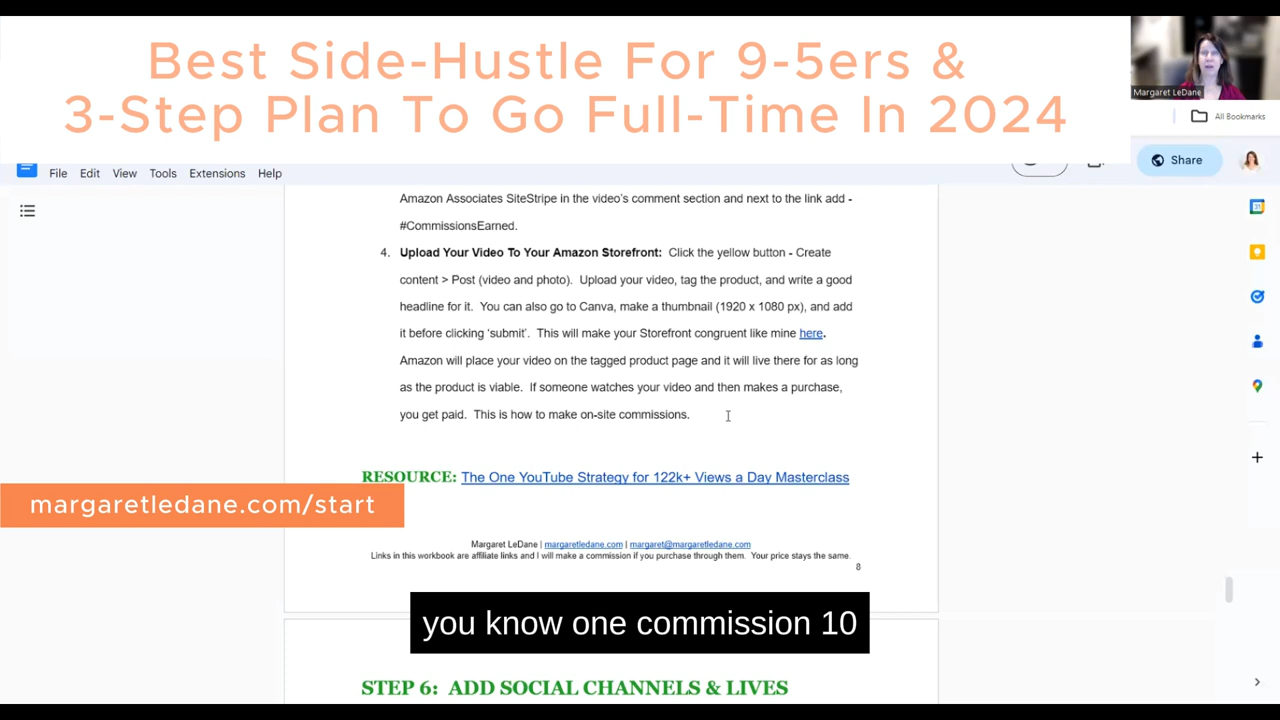 Best Side-Hustle For 9-5ers &
3-Step Plan To Go Full-Time In 2024
Margaret LeDane
All Bookmarks
File Edit View Tools Extensions Help
Share
Amazon Associates SiteStripe in the video's comment section and next to the link add -
#CommissionsEarned.
4. Upload Your Video To Your Amazon Storefront: Click the yellow button - Create
content > Post (video and photo). Upload your video, tag the product, and write a good
headline for it. You can also go to Canva, make a thumbnail (1920 x 1080 px), and add
it before clicking 'submit'. This will make your Storefront congruent like mine here.
Amazon will place your video on the tagged product page and it will live there for as long
as the product is viable. If someone watches your video and then makes a purchase,
you get paid. This is how to make on-site commissions.
RESOURCE: The One YouTube Strategy for 122k+ Views a Day Masterclass
margaretledane.com/start
Margaret LeDane | margaretledane.com | margaret@margaretledane.com
Links in this workbook are affiliate links and I will make a commission if you purchase through them. Your price stays the same.
8
you know one commission 10
STEP 6: ADD SOCIAL CHANNELS & LIVES